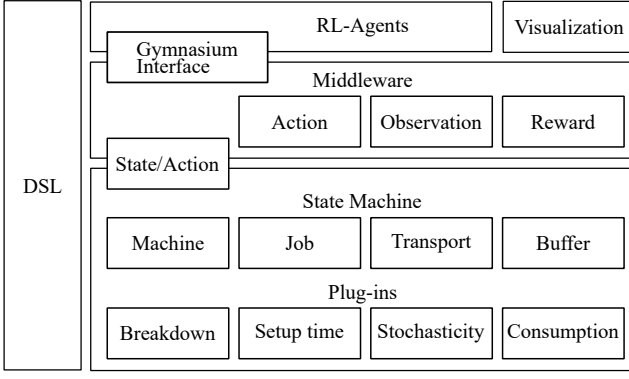 DSL
RL-Agents
Visualization
Gymnasium
Interface
Middleware
Action
Observation
Reward
State/Action
State Machine
Machine
Job
Transport
Buffer
Plug-ins
Breakdown
Setup time
Stochasticity
Consumption